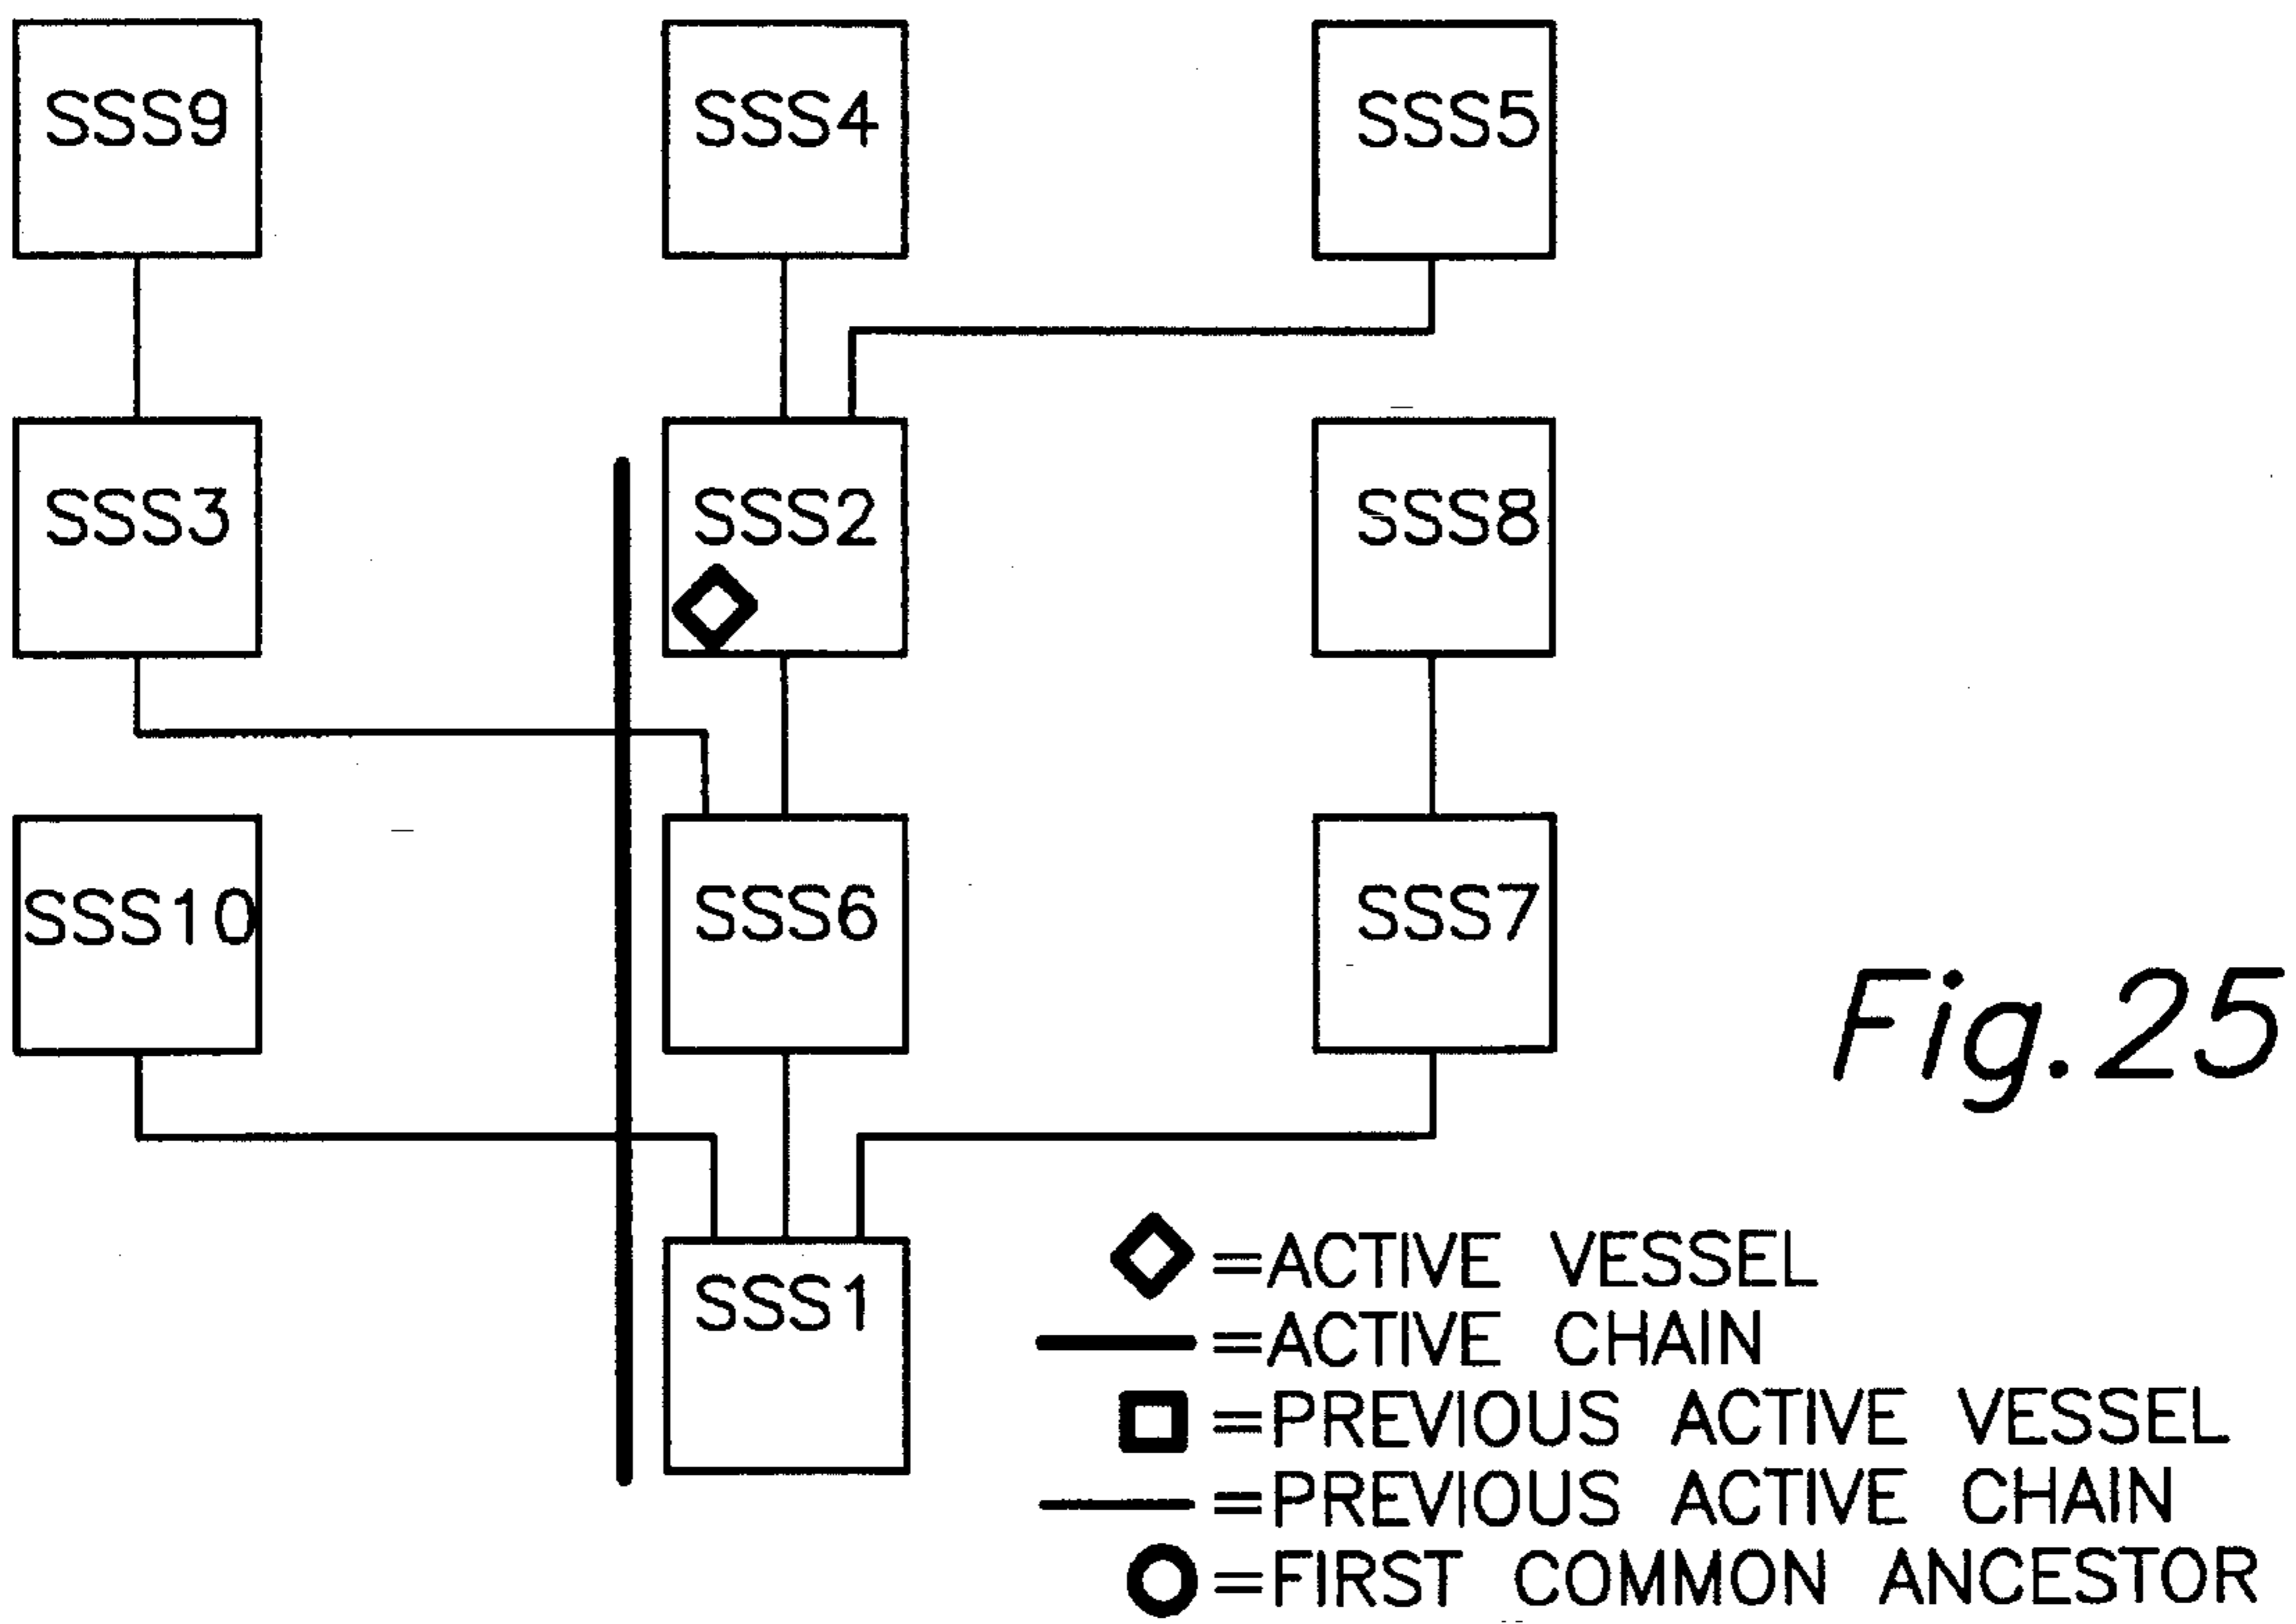 SSS9
SSS4
SSS5
SSS3
SSS2
SSS8
SSS10
SSS6
SSS7
Fig.25
SSS1
=ACTIVE VESSEL
=ACTIVE CHAIN
=PREVIOUS ACTIVE VESSEL
=PREVIOUS ACTIVE CHAIN
=FIRST COMMON ANCESTOR